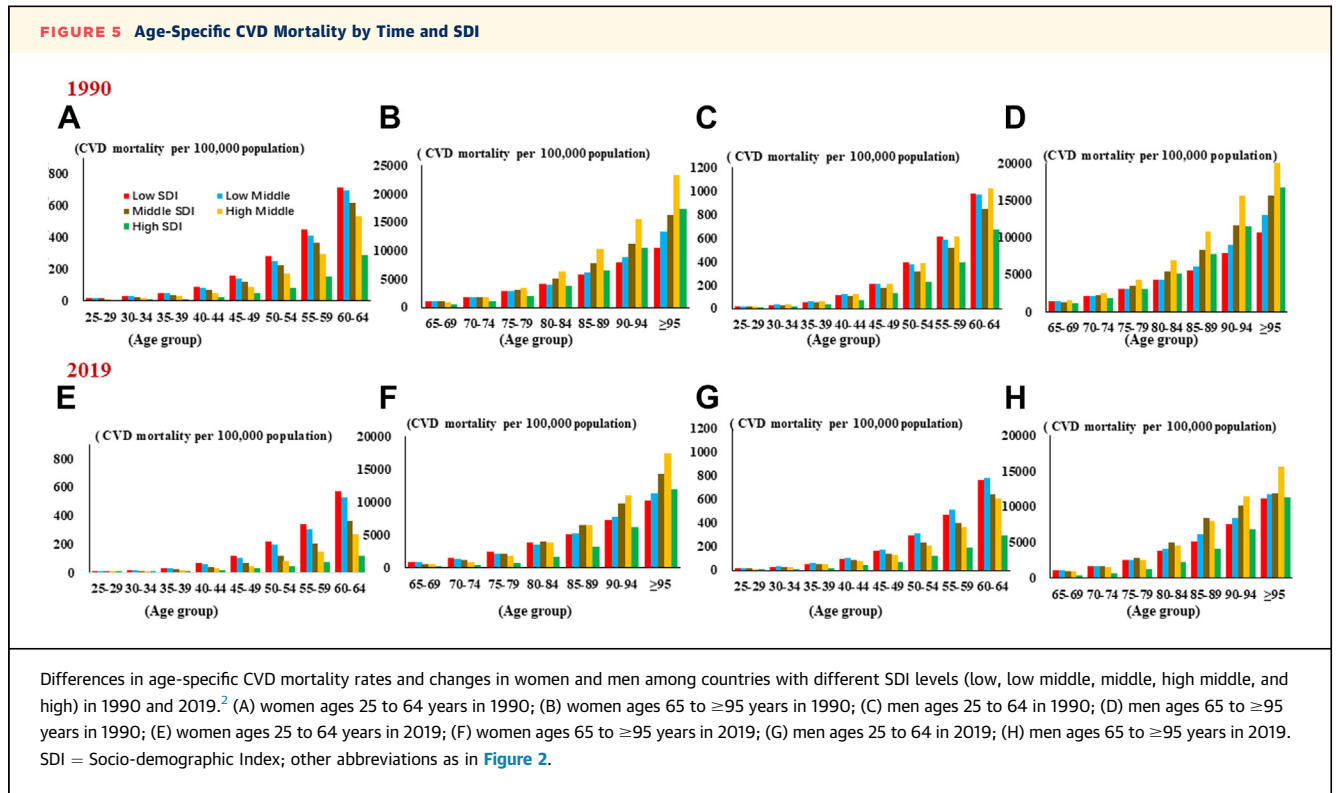 FIGURE 5 Age-Specific CVD Mortality by Time and SDI
1990
A
(CVD mortality per 100,000 population)
800
600
400
200
0
Low SDI
Low Middle
Middle SDI
High Middle
High SDI
25-29 30-34 35-39 40-44 45-49 50-54 55-59 60-64
(Age group)
B
( CVD mortality per 100,000 population)
25000
20000
15000
10000
5000
0
65-69 70-74 75-79 80-84 85-89 90-94 ≥95
(Age group)
C
( CVD mortality per 100,000 population)
1200
1000
800
600
400
200
0
25-29 30-34 35-39 40-44 45-49 50-54 55-59 60-64
(Age group)
D
( CVD mortality per 100,000 population)
20000
15000
10000
5000
0
65-69 70-74 75-79 80-84 85-89 90-94 ≥95
(Age group)
2019
E
( CVD mortality per 100,000 population)
800
600
400
200
0
25-29 30-34 35-39 40-44 45-49 50-54 55-59 60-64
(Age group)
F
( CVD mortality per 100,000 population)
20000
15000
10000
5000
0
65-69 70-74 75-79 80-84 85-89 90-94 ≥95
(Age group)
G
( CVD mortality per 100,000 population)
1200
1000
800
600
400
200
0
25-29 30-34 35-39 40-44 45-49 50-54 55-59 60-64
(Age group)
H
( CVD mortality per 100,000 population)
20000
15000
10000
5000
0
65-69 70-74 75-79 80-84 85-89 90-94 ≥95
(Age group)
Differences in age-specific CVD mortality rates and changes in women and men among countries with different SDI levels (low, low middle, middle, high middle, and
high) in 1990 and 2019.² (A) women ages 25 to 64 years in 1990; (B) women ages 65 to ≥95 years in 1990; (C) men ages 25 to 64 in 1990; (D) men ages 65 to ≥95
years in 1990; (E) women ages 25 to 64 years in 2019; (F) women ages 65 to ≥95 years in 2019; (G) men ages 25 to 64 in 2019; (H) men ages 65 to ≥95 years in 2019.
SDI = Socio-demographic Index; other abbreviations as in Figure 2.